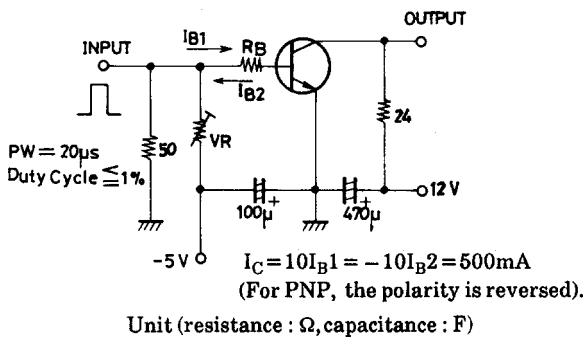 OUTPUT
INPUT
IB1
RB
IB2
PW=20μs
Duty Cycle≦1%
50
VR
24
100μ
+
470μ
+
12V
-5V
IC=10IB1=-10IB2=500mA
(For PNP, the polarity is reversed).
Unit (resistance : Ω, capacitance : F)